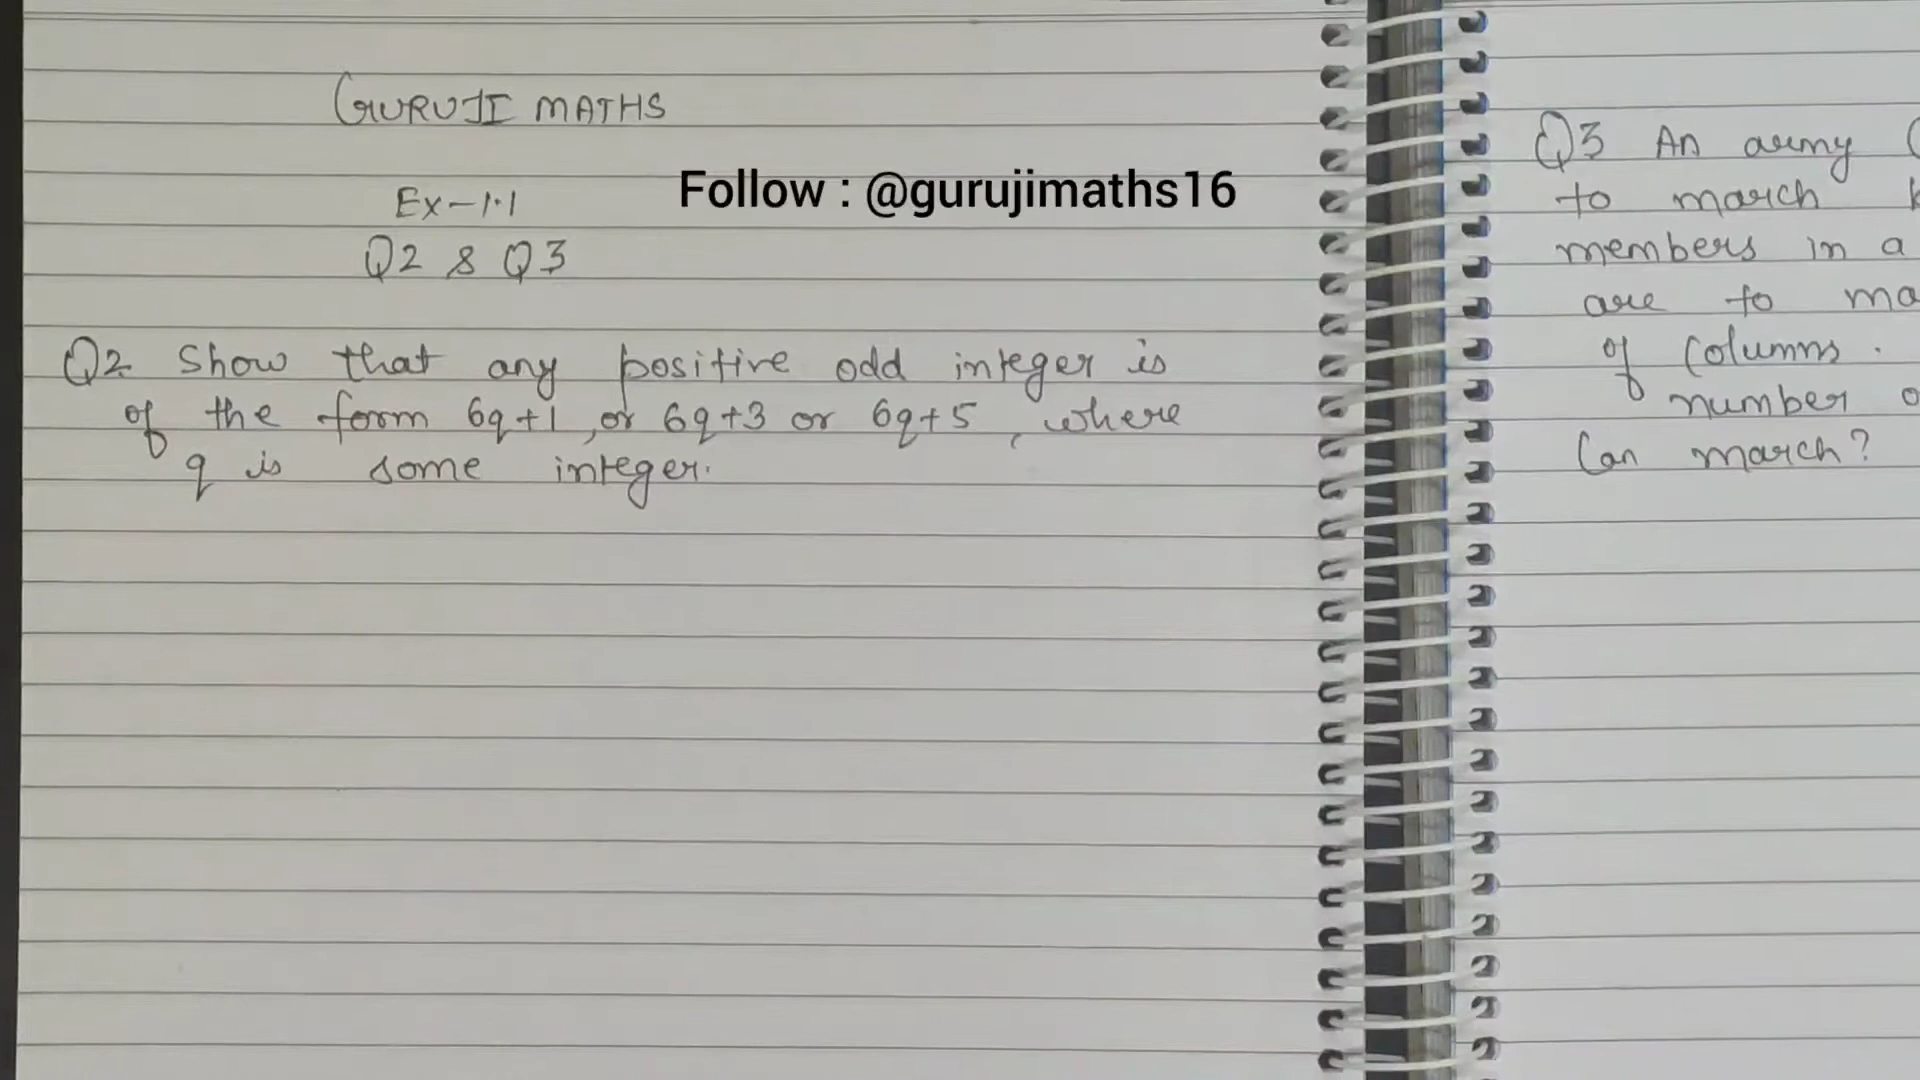 GURUJI MATHS
Follow : @gurujimaths16
Ex-1.1
Q2 & Q3
Q2 Show that any positive odd integer is
of the form 6q+1, or 6q+3 or 6q+5, where
q is some integer.
Q3 An army
to march
members in a
are to
of columns.
number
Can march?